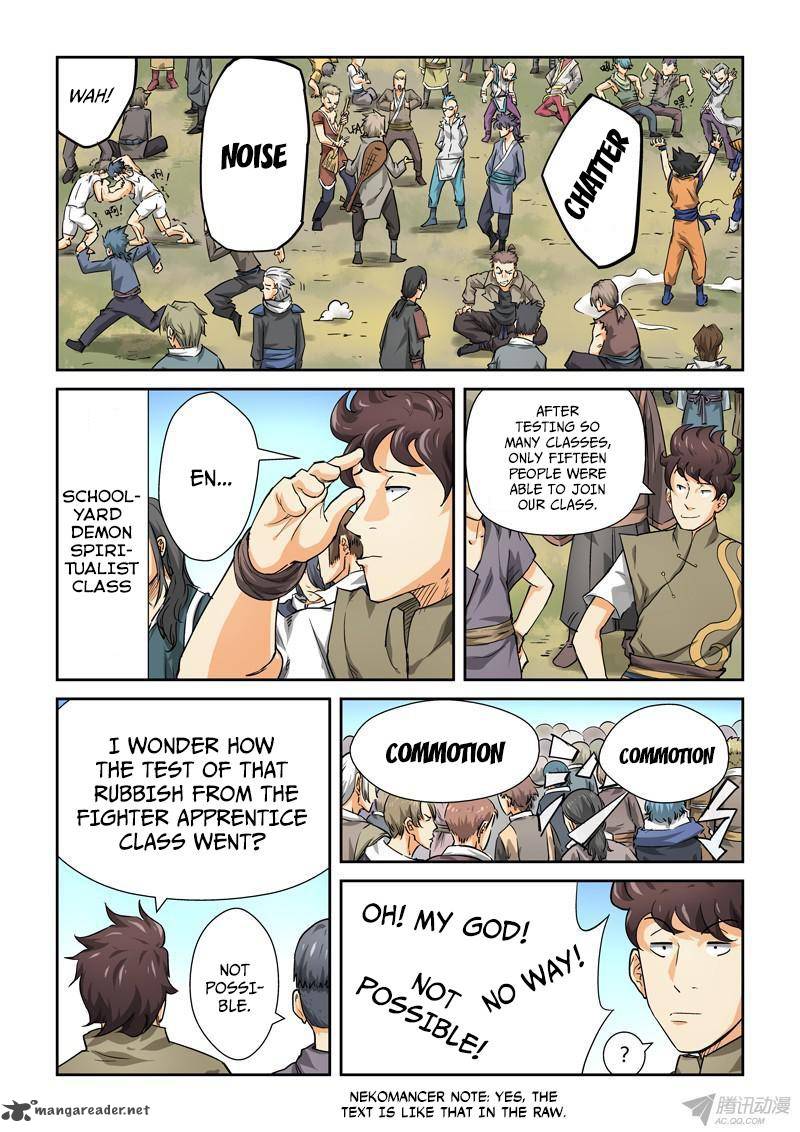 WAH!
NOISE
CHATTER
SCHOOL-
YARD
DEMON
SPIRI-
TUALIST
CLASS
EN...
AFTER
TESTING SO
MANY CLASSES,
ONLY FIFTEEN
PEOPLE WERE
ABLE TO JOIN
OUR CLASS.
I WONDER HOW
THE TEST OF THAT
RUBBISH FROM THE
FIGHTER APPRENTICE
CLASS WENT?
NOT
POSSI-
BLE.
COMMOTION
COMMOTION
OH! MY GOD!
NOT
POSSIBLE!
NO WAY!
?
NEKOMANCER NOTE: YES, THE
TEXT IS LIKE THAT IN THE RAW.
mangareader.net
腾讯动漫
AC.QQ.COM